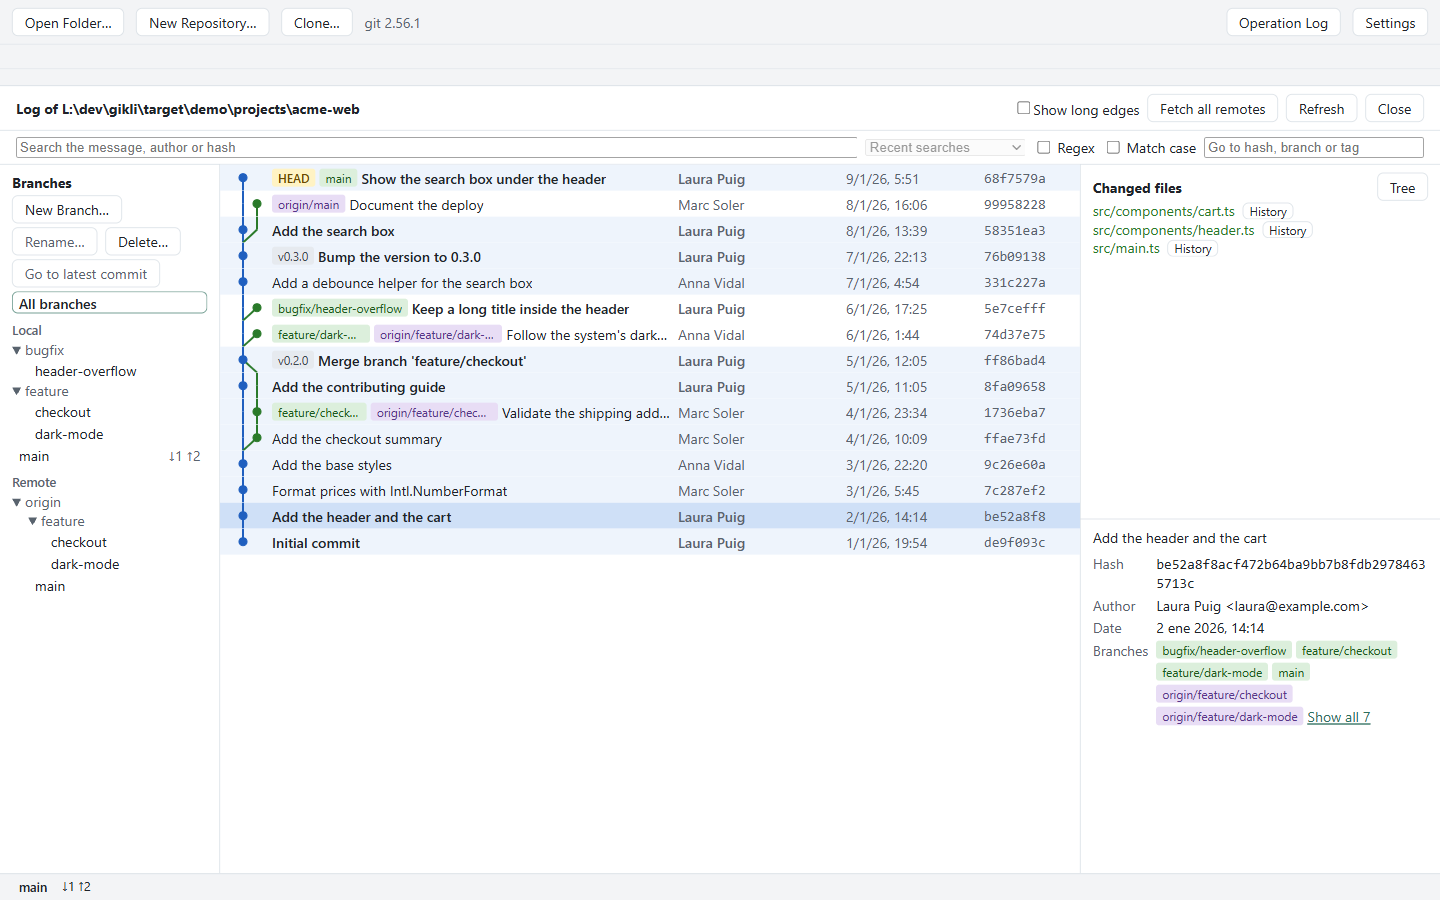 Open Folder... New Repository... Clone... git 2.56.1 Operation Log Settings
Log of L:\dev\gikli\target\demo\projects\acme-web Show long edges Fetch all remotes Refresh Close
Search the message, author or hash Recent searches Regex Match case Go to hash, branch or tag
Branches
New Branch...
Rename... Delete...
Go to latest commit
All branches
Local
bugfix
header-overflow
feature
checkout
dark-mode
main ↓1 ↑2
Remote
origin
feature
checkout
dark-mode
main
HEAD main Show the search box under the header Laura Puig 9/1/26, 5:51 68f7579a
origin/main Document the deploy Marc Soler 8/1/26, 16:06 99958228
Add the search box Laura Puig 8/1/26, 13:39 58351ea3
v0.3.0 Bump the version to 0.3.0 Laura Puig 7/1/26, 22:13 76b09138
Add a debounce helper for the search box Anna Vidal 7/1/26, 4:54 331c227a
bugfix/header-overflow Keep a long title inside the header Laura Puig 6/1/26, 17:25 5e7cefff
feature/dark-... origin/feature/dark-... Follow the system's dark... Anna Vidal 6/1/26, 1:44 74d37e75
v0.2.0 Merge branch 'feature/checkout' Laura Puig 5/1/26, 12:05 ff86bad4
Add the contributing guide Laura Puig 5/1/26, 11:05 8fa09658
feature/check... origin/feature/chec... Validate the shipping add... Marc Soler 4/1/26, 23:34 1736eba7
Add the checkout summary Marc Soler 4/1/26, 10:09 ffae73fd
Add the base styles Anna Vidal 3/1/26, 22:20 9c26e60a
Format prices with Intl.NumberFormat Marc Soler 3/1/26, 5:45 7c287ef2
Add the header and the cart Laura Puig 2/1/26, 14:14 be52a8f8
Initial commit Laura Puig 1/1/26, 19:54 de9f093c
Changed files Tree
src/components/cart.ts History
src/components/header.ts History
src/main.ts History
Add the header and the cart
Hash be52a8f8acf472b64ba9bb7b8fdb2978463
5713c
Author Laura Puig <laura@example.com>
Date 2 ene 2026, 14:14
Branches bugfix/header-overflow feature/checkout
feature/dark-mode main
origin/feature/checkout
origin/feature/dark-mode Show all 7
main ↓1 ↑2